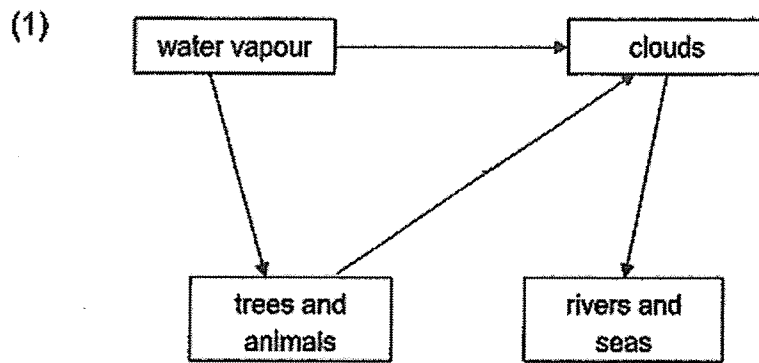 (1)
water vapour
clouds
trees and
animals
rivers and
seas